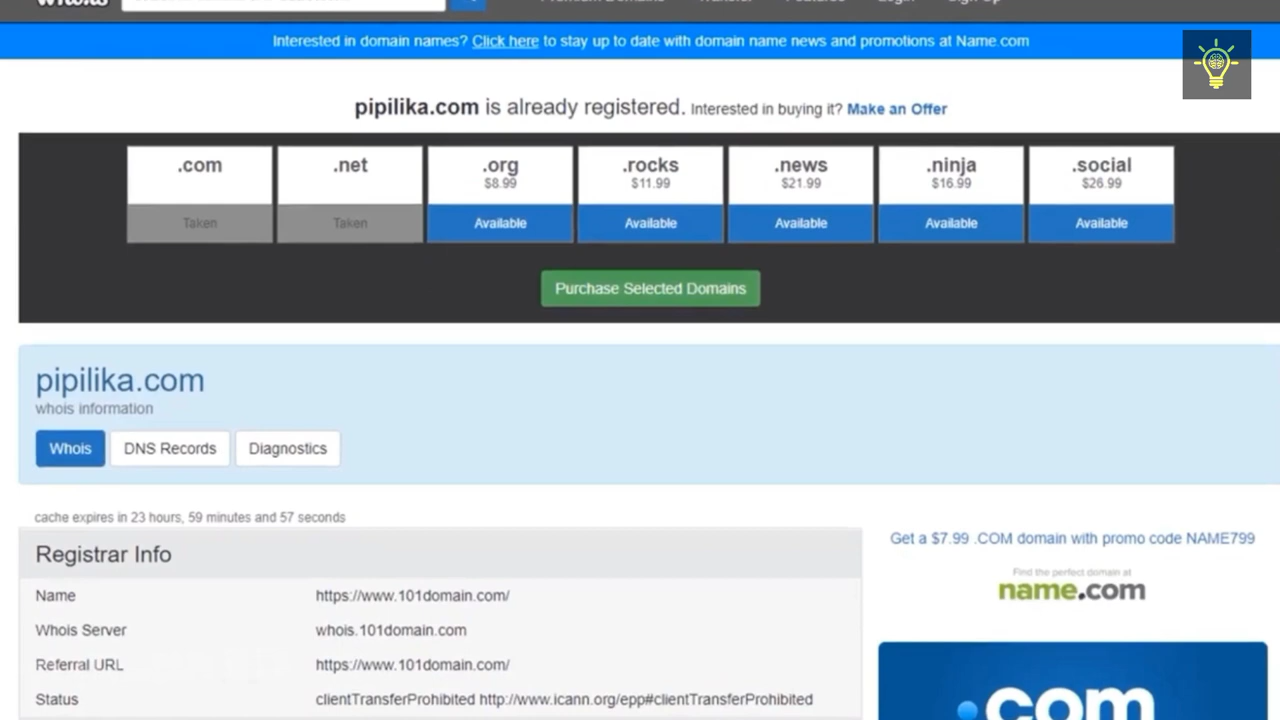 Interested in domain names? Click here to stay up to date with domain name news and promotions at Name.com
pipilika.com is already registered. Interested in buying it? Make an Offer
.com .net .org .rocks .news .ninja .social
$8.99 $11.99 $21.99 $16.99 $26.99
Taken Taken Available Available Available Available Available
Purchase Selected Domains
pipilika.com
whois information
Whois DNS Records Diagnostics
cache expires in 23 hours, 59 minutes and 57 seconds
Registrar Info
Name https://www.101domain.com/
Whois Server whois.101domain.com
Referral URL https://www.101domain.com/
Status clientTransferProhibited http://www.icann.org/epp#clientTransferProhibited
Get a $7.99 .COM domain with promo code NAME799
Find the perfect domain at
name.com
.com